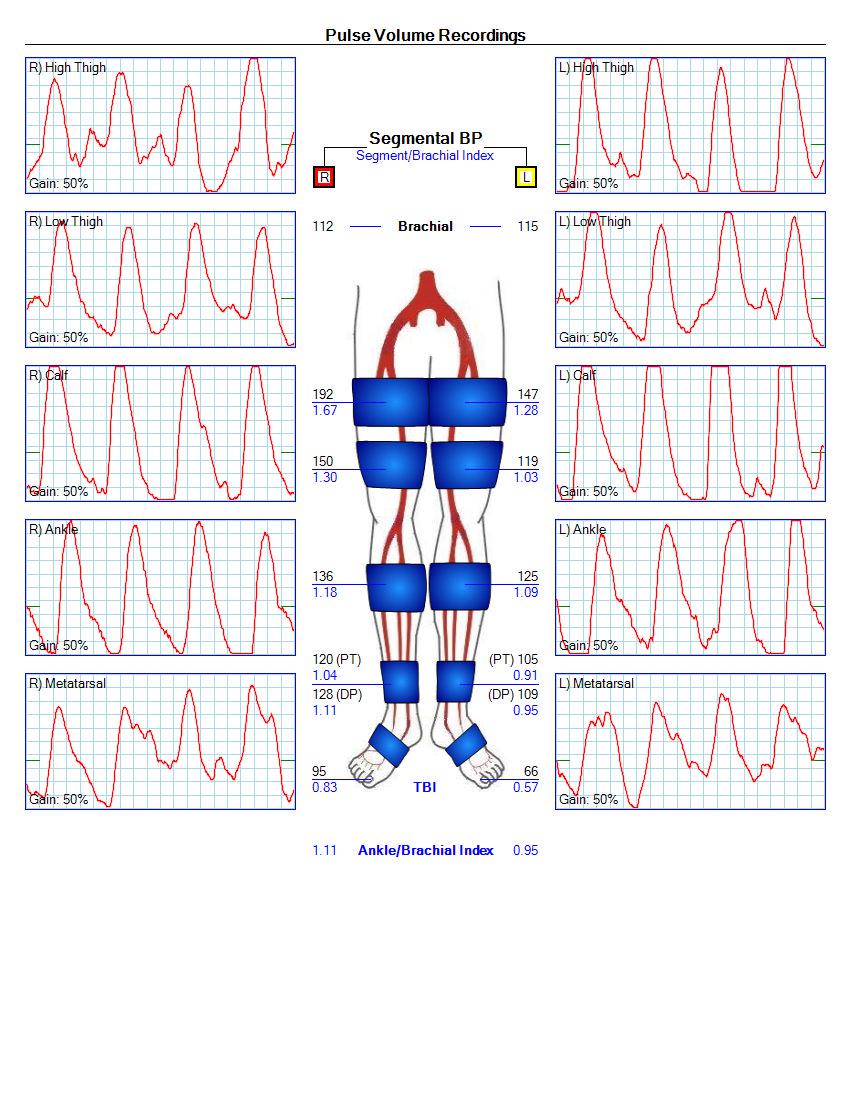 Pulse Volume Recordings
R) High Thigh
Gain: 50%
L) High Thigh
Gain: 50%
Segmental BP
Segment/Brachial Index
R
L
112 Brachial 115
R) Low Thigh
Gain: 50%
L) Low Thigh
Gain: 50%
R) Calf
Gain: 50%
192 147
1.67 1.28
150 119
1.30 1.03
L) Calf
Gain: 50%
R) Ankle
Gain: 50%
136 125
1.18 1.09
L) Ankle
Gain: 50%
R) Metatarsal
Gain: 50%
120 (PT) (PT) 105
1.04 0.91
128 (DP) (DP) 109
1.11 0.95
L) Metatarsal
Gain: 50%
95 66
0.83 TBI 0.57
1.11 Ankle/Brachial Index 0.95